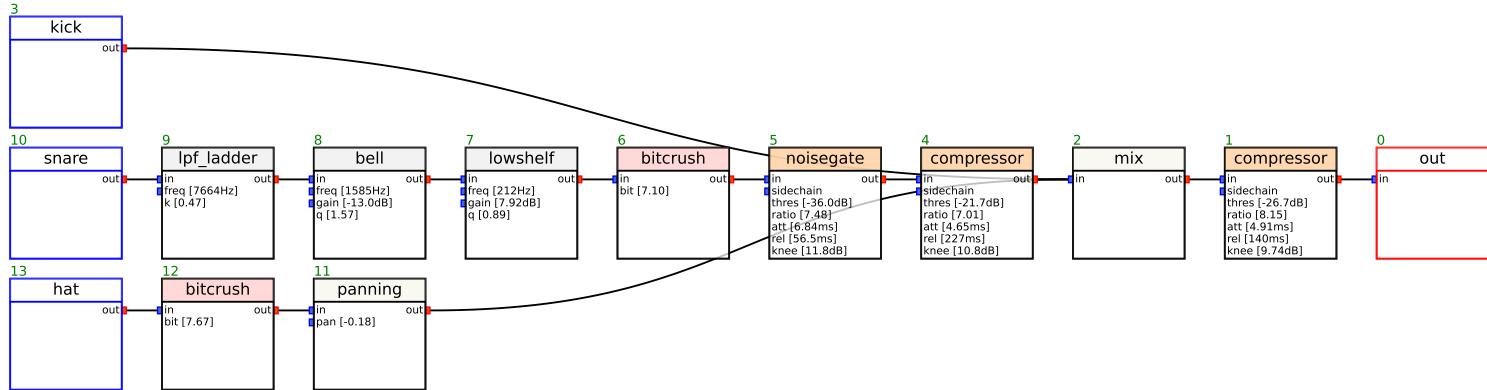 3
kick
out
10
snare
out
9
lpf_ladder
in out
freq [7664Hz]
k [0.47]
8
bell
in out
freq [1585Hz]
gain [-13.0dB]
q [1.57]
7
lowshelf
in out
freq [212Hz]
gain [7.92dB]
q [0.89]
6
bitcrush
in out
bit [7.10]
5
noisegate
in out
sidechain
thres [-36.0dB]
ratio [7.48]
att [6.84ms]
rel [56.5ms]
knee [11.8dB]
4
compressor
in out
sidechain
thres [-21.7dB]
ratio [7.01]
att [4.65ms]
rel [227ms]
knee [10.8dB]
2
mix
in out
1
compressor
in out
sidechain
thres [-26.7dB]
ratio [8.15]
att [4.91ms]
rel [140ms]
knee [9.74dB]
0
out
in
13
hat
out
12
bitcrush
in out
bit [7.67]
11
panning
in out
pan [-0.18]